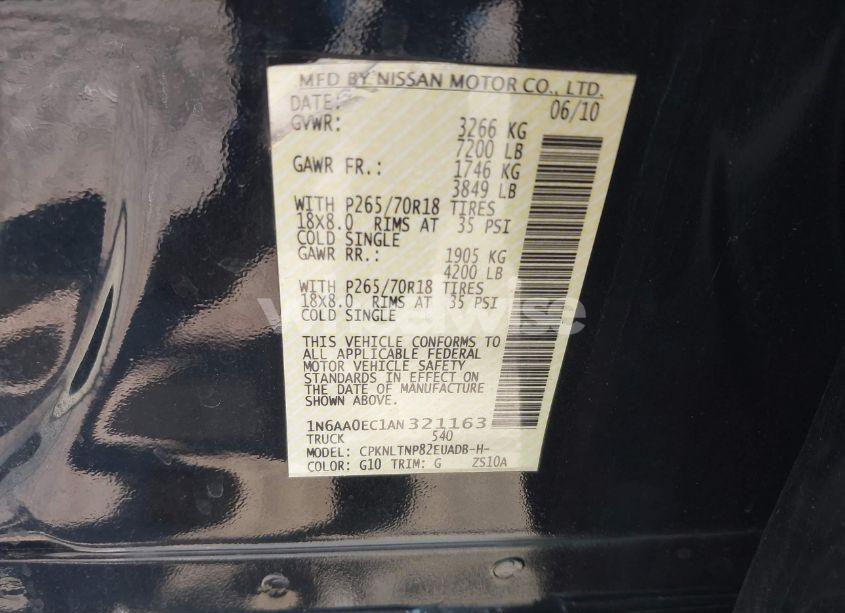 MFD BY NISSAN MOTOR CO., LTD.
DATE: 06/10
GVWR: 3266 KG
7200 LB
GAWR FR.: 1746 KG
3849 LB
WITH P265/70R18 TIRES
18X8.0 RIMS AT 35 PSI
COLD SINGLE
GAWR RR.: 1905 KG
4200 LB
WITH P265/70R18 TIRES
18X8.0 RIMS AT 35 PSI
COLD SINGLE
wheelwise
THIS VEHICLE CONFORMS TO
ALL APPLICABLE FEDERAL
MOTOR VEHICLE SAFETY
STANDARDS IN EFFECT ON
THE DATE OF MANUFACTURE
SHOWN ABOVE.
1N6AA0EC1AN321163
TRUCK 540
MODEL: CPKNLTNP82EUADB-H-
COLOR: G10 TRIM: G ZS10A